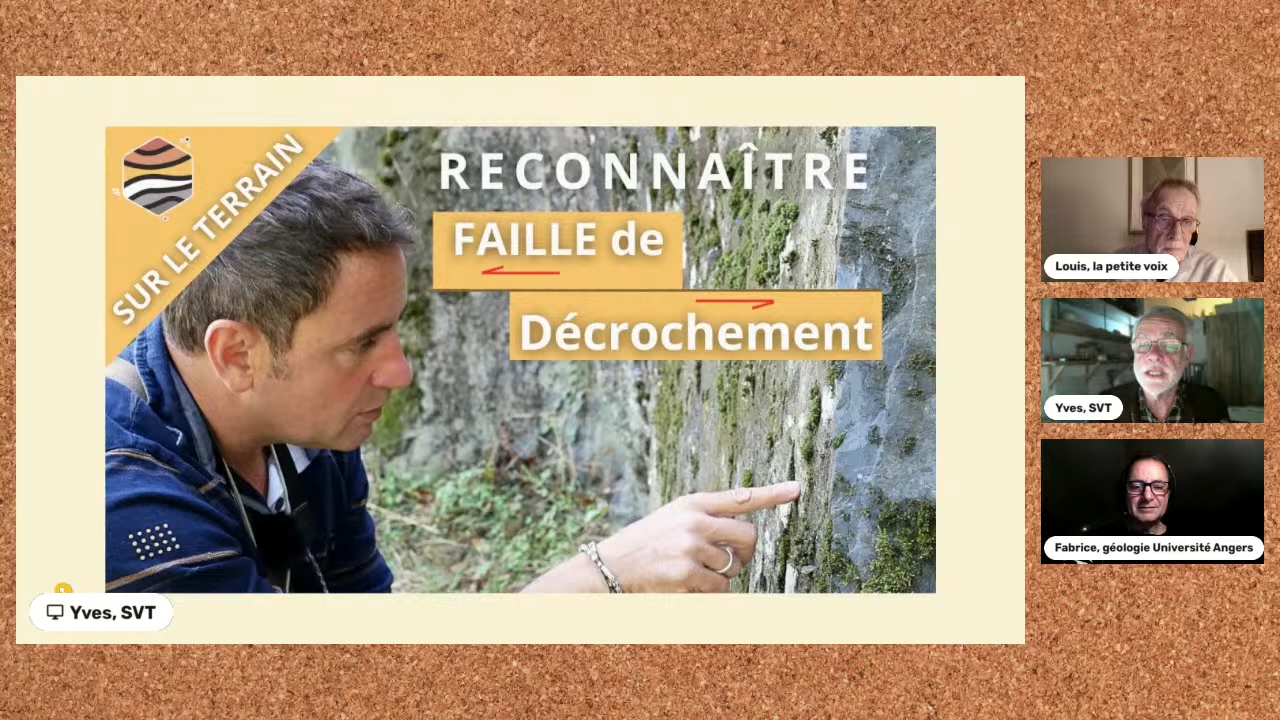 SUR LE TERRAIN
RECONNAÎTRE
FAILLE de
Décrochement
Yves, SVT
Louis, la petite voix
Yves, SVT
Fabrice, géologie Université Angers